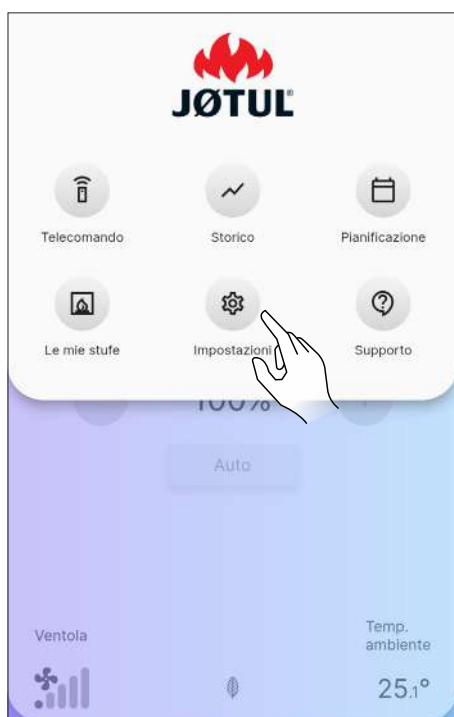 JØTUL®
Telecomando
Storico
Pianificazione
Le mie stufe
Impostazioni
Supporto
100%
Auto
Ventola
Temp.
ambiente
25.1°